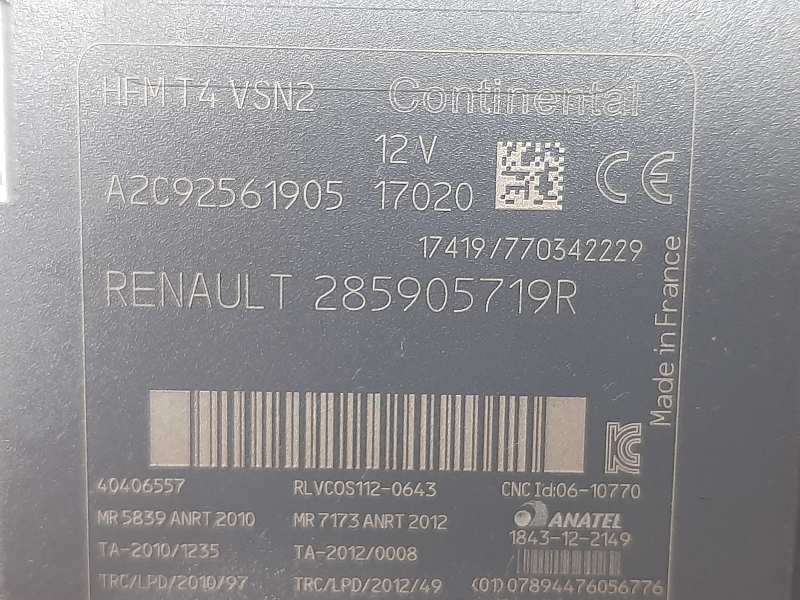 HFM T4 VSN2 Continental
12V
A2C92561905 17020
17419/770342229
RENAULT 285905719R
Made in France
40406557 RLVCOS112-0643 CNC Id:06-10770
MR 5839 ANRT 2010 MR 7173 ANRT 2012 ANATEL
TA-2010/1235 TA-2012/0008 1843-12-2149
TRC/LPD/2010/97 TRC/LPD/2012/49 (01)07894476056776